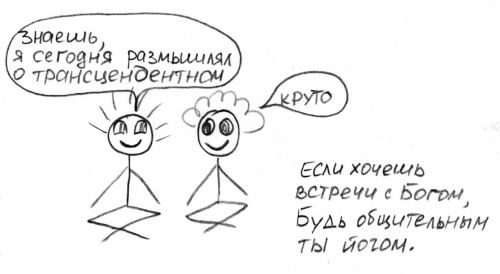 Знаешь,
я сегодня размышлял
о трансцендентном
КРУТО
Если хочешь
встречи с Богом,
Будь общительным
ты йогом.